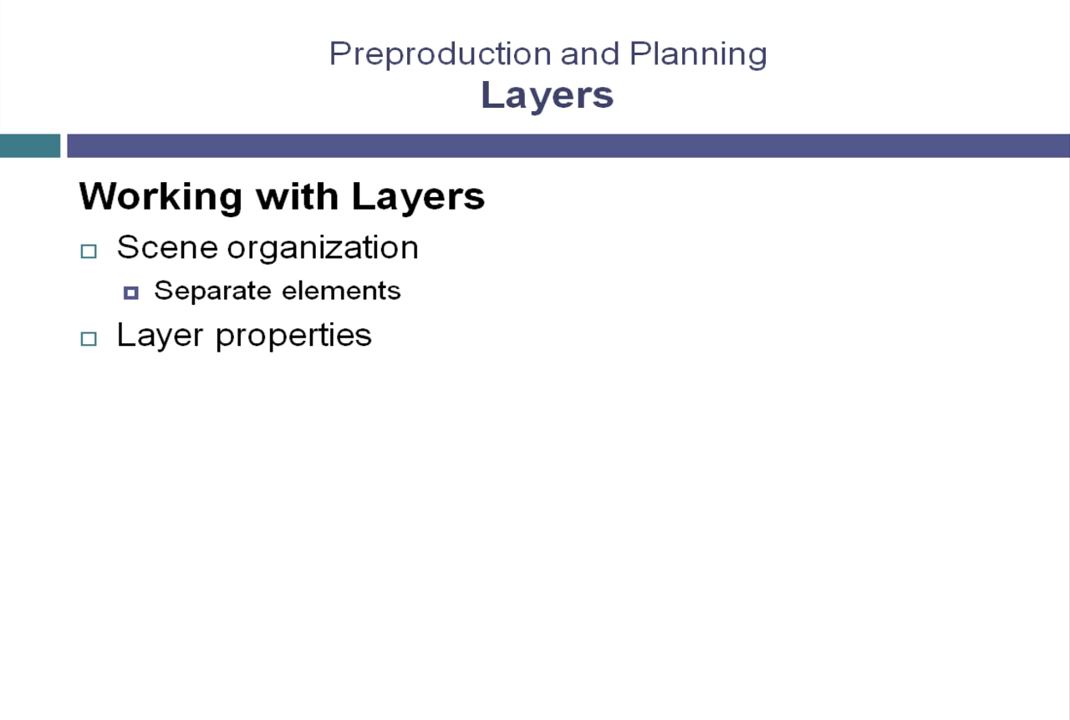 Preproduction and Planning
Layers
Working with Layers
Scene organization
Separate elements
Layer properties